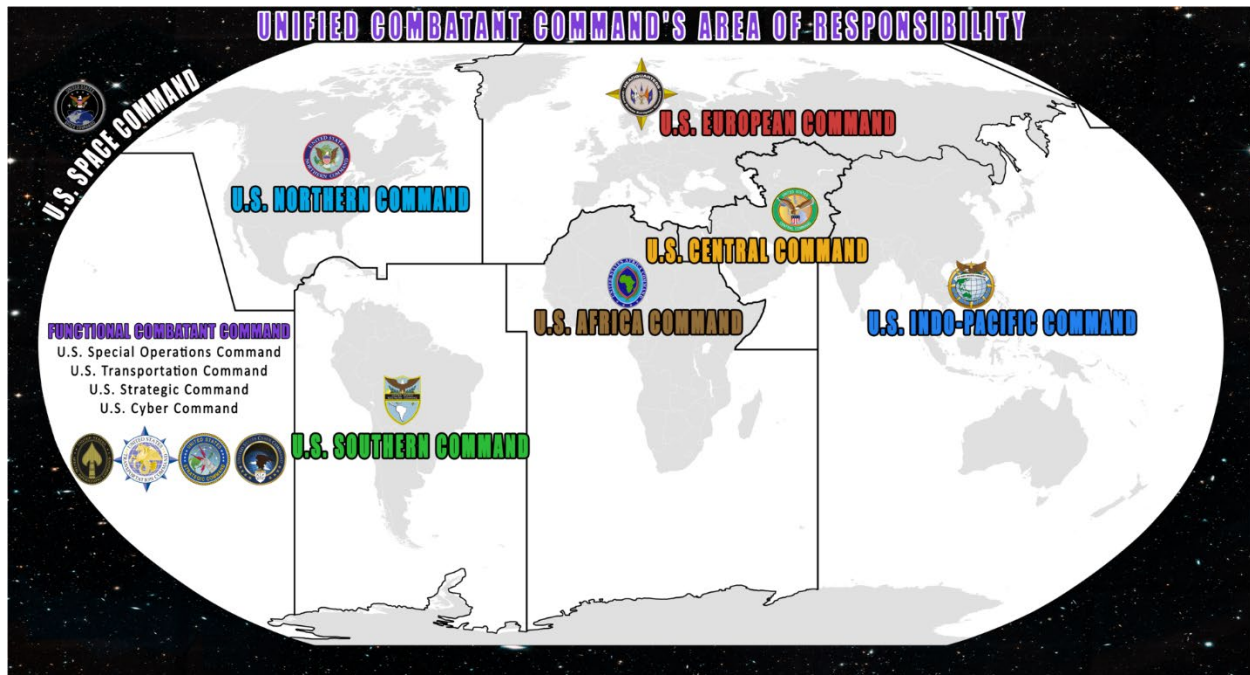 UNIFIED COMBATANT COMMAND'S AREA OF RESPONSIBILITY
U.S. SPACE COMMAND
U.S. EUROPEAN COMMAND
U.S. NORTHERN COMMAND
U.S. CENTRAL COMMAND
U.S. AFRICA COMMAND
U.S. INDO-PACIFIC COMMAND
FUNCTIONAL COMBATANT COMMAND
U.S. Special Operations Command
U.S. Transportation Command
U.S. Strategic Command
U.S. Cyber Command
U.S. SOUTHERN COMMAND